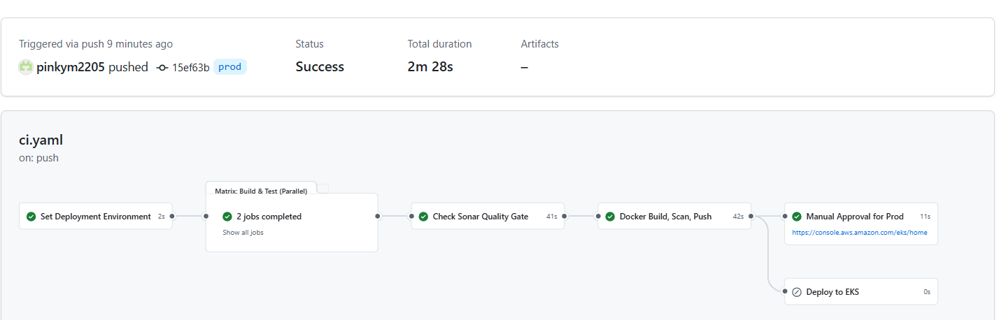 Triggered via push 9 minutes ago
pinkym2205 pushed 15ef63b prod
Status
Success
Total duration
2m 28s
Artifacts
–
ci.yaml
on: push
Set Deployment Environment 2s
Matrix: Build & Test (Parallel)
2 jobs completed
Show all jobs
Check Sonar Quality Gate 41s
Docker Build, Scan, Push 42s
Manual Approval for Prod 11s
https://console.aws.amazon.com/eks/home
Deploy to EKS 0s